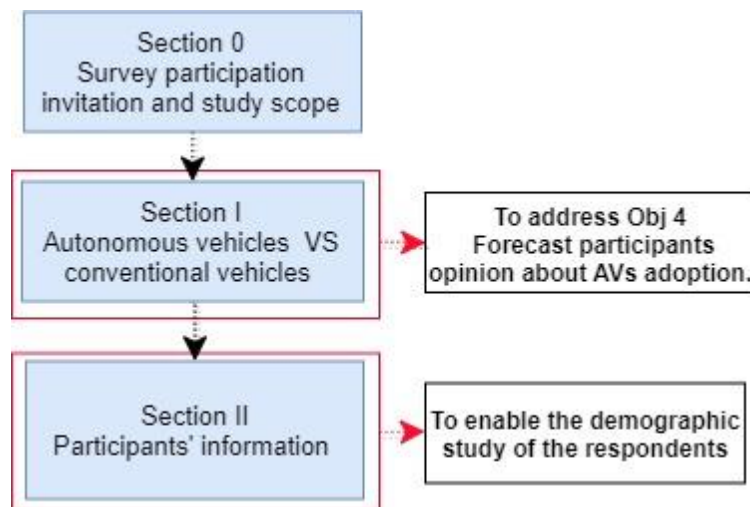 Section 0
Survey participation
invitation and study scope
Section I
Autonomous vehicles VS
conventional vehicles
To address Obj 4
Forecast participants
opinion about AVs adoption.
Section II
Participants' information
To enable the demographic
study of the respondents